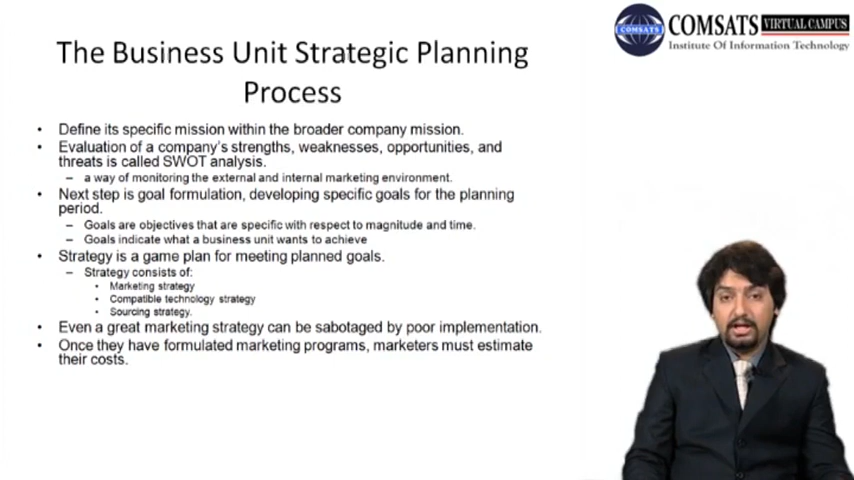 COMSATS
COMSATS VIRTUAL CAMPUS
Institute Of Information Technology
The Business Unit Strategic Planning
Process
• Define its specific mission within the broader company mission.
• Evaluation of a company's strengths, weaknesses, opportunities, and
threats is called SWOT analysis.
– a way of monitoring the external and internal marketing environment.
• Next step is goal formulation, developing specific goals for the planning
period.
– Goals are objectives that are specific with respect to magnitude and time.
– Goals indicate what a business unit wants to achieve
• Strategy is a game plan for meeting planned goals.
– Strategy consists of:
• Marketing strategy
• Compatible technology strategy
• Sourcing strategy.
• Even a great marketing strategy can be sabotaged by poor implementation.
• Once they have formulated marketing programs, marketers must estimate
their costs.